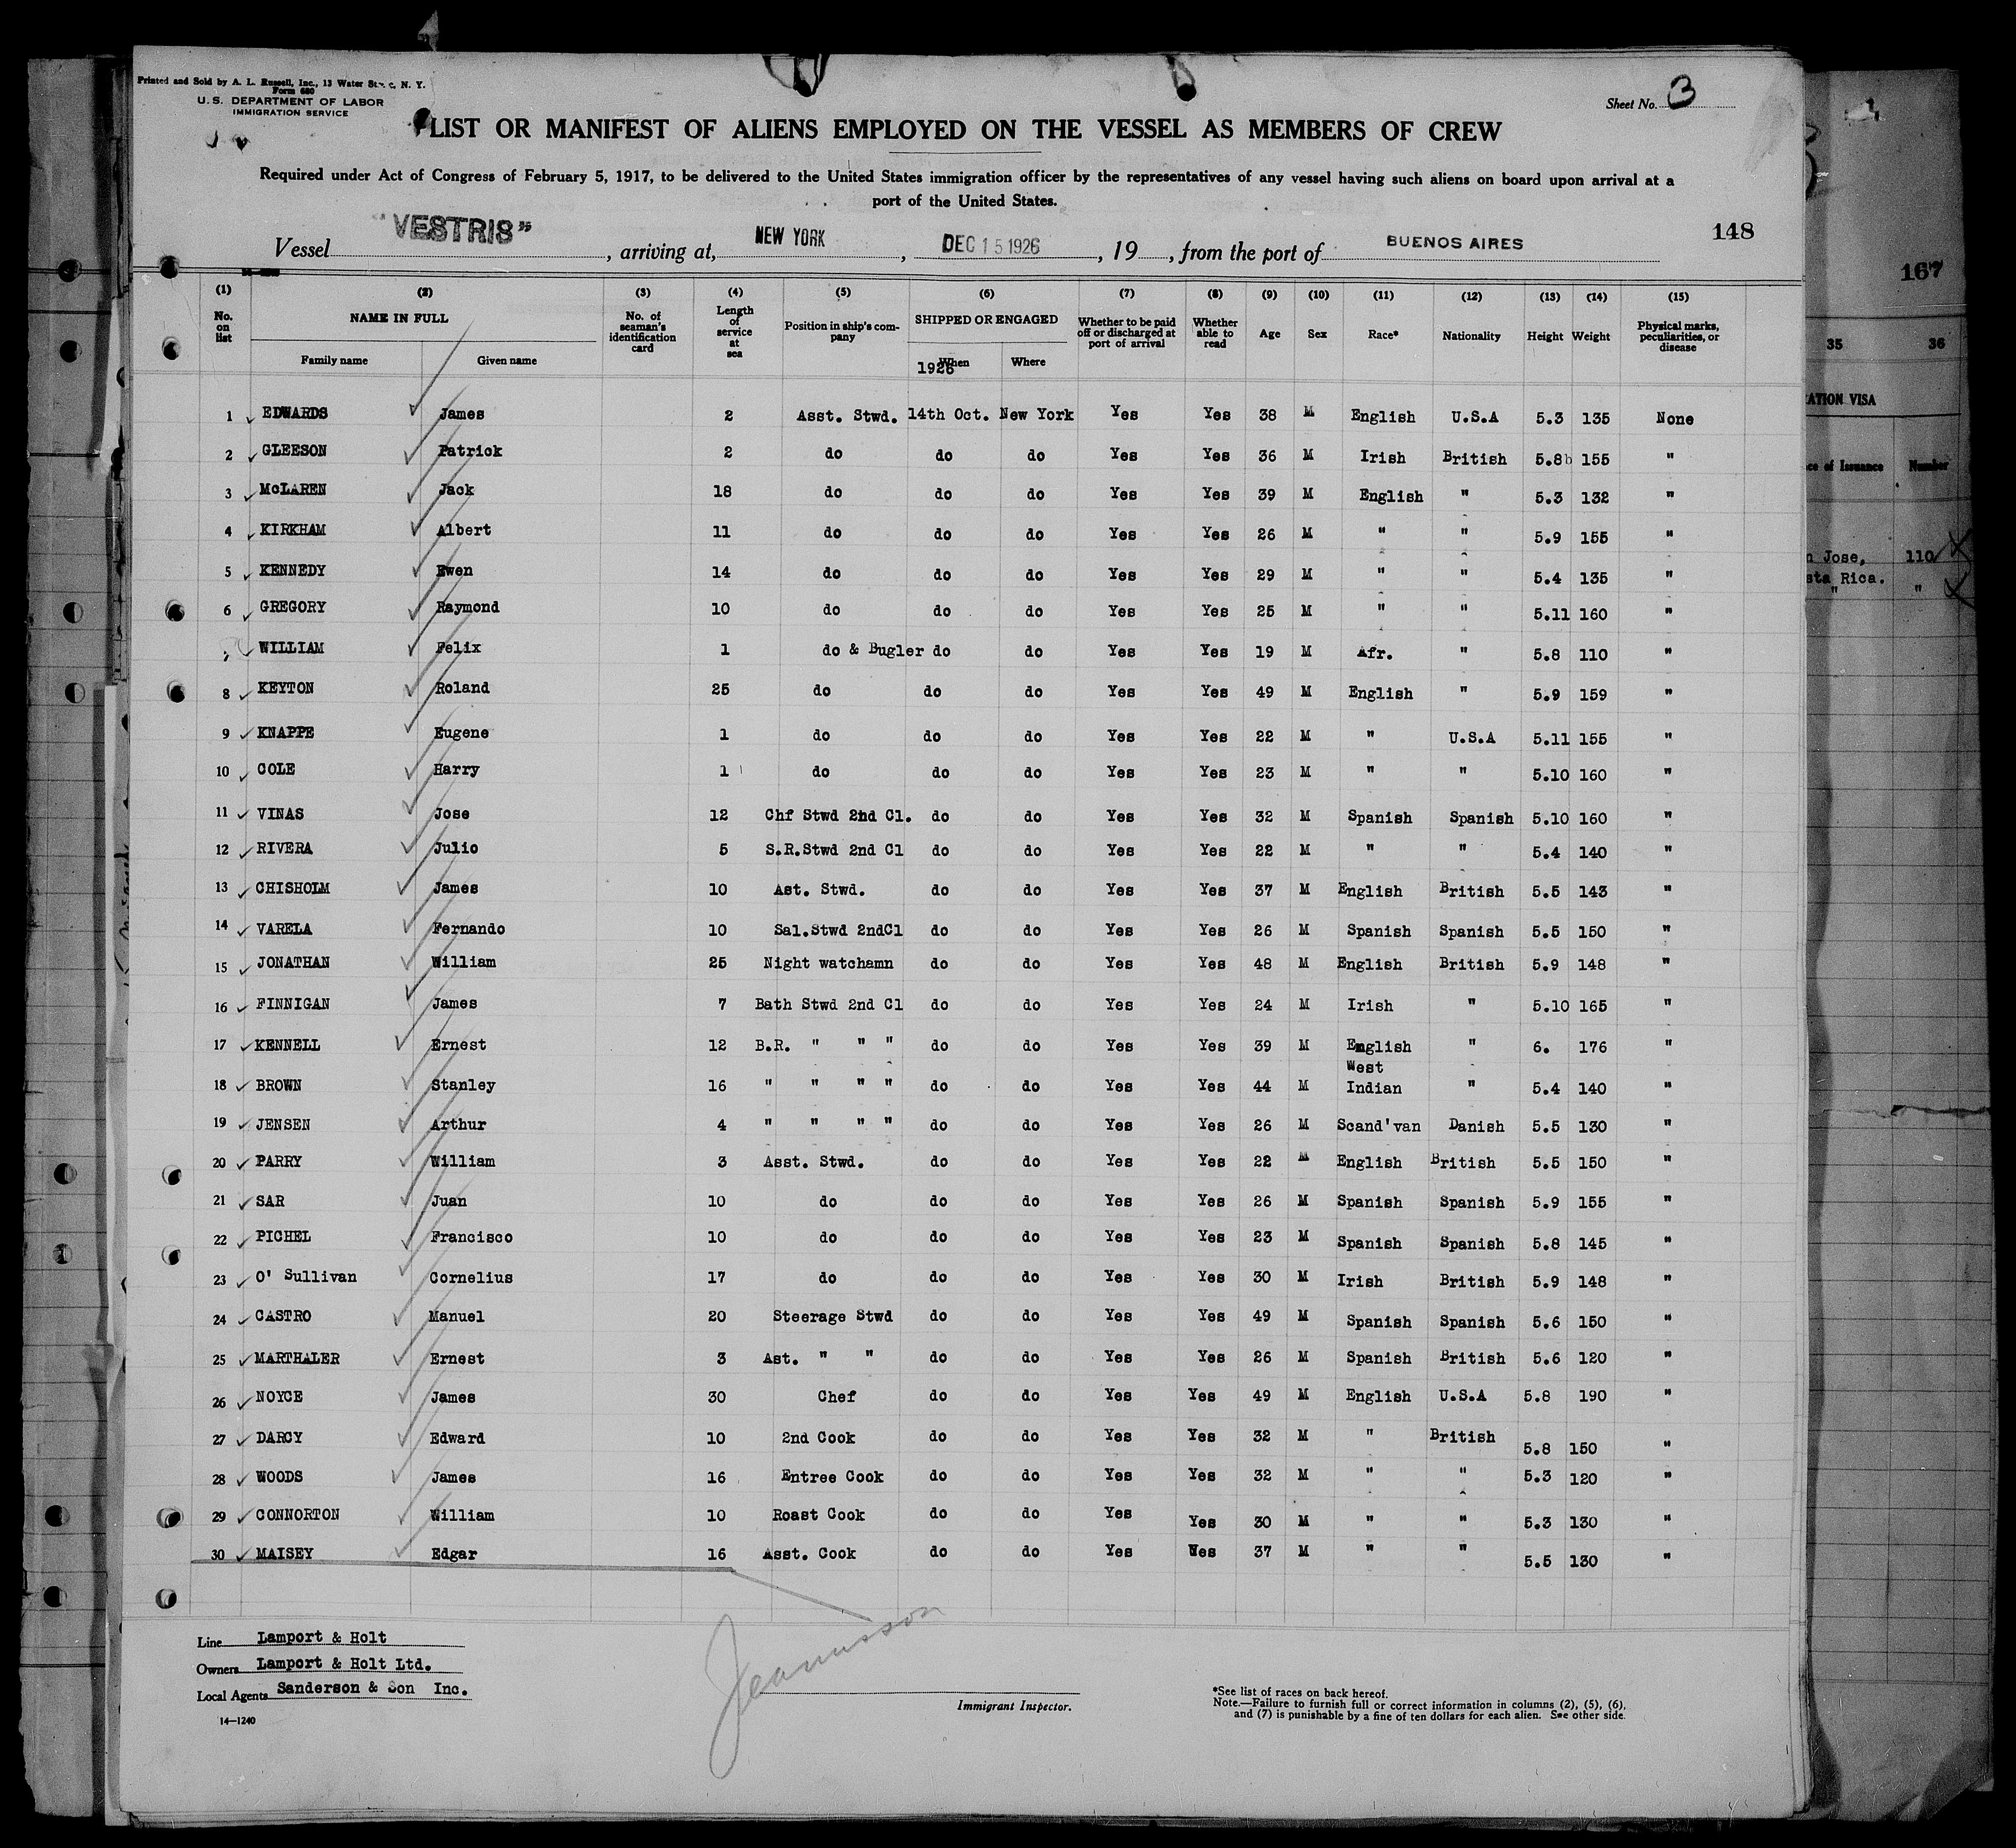 Printed and Sold by A. L. Russell, Inc., 13 Water St., N. Y.
Form 680
U. S. DEPARTMENT OF LABOR
IMMIGRATION SERVICE
Sheet No. 3
LIST OR MANIFEST OF ALIENS EMPLOYED ON THE VESSEL AS MEMBERS OF CREW
Required under Act of Congress of February 5, 1917, to be delivered to the United States immigration officer by the representatives of any vessel having such aliens on board upon arrival at a
port of the United States.
148
Vessel "VESTRIS", arriving at, NEW YORK, DEC 15 1926, 19 , from the port of BUENOS AIRES
167
(1) (2) (3) (4) (5) (6) (7) (8) (9) (10) (11) (12) (13) (14) (15)
No. on list NAME IN FULL Family name Given name No. of seaman's identification card Length of service at sea Position in ship's company SHIPPED OR ENGAGED 1926 When Where Whether to be paid off or discharged at port of arrival Whether able to read Age Sex Race* Nationality Height Weight Physical marks, peculiarities, or disease
35 36
ATION VISA
ce of Issuance Number
1 EDWARDS James 2 Asst. Stwd. 14th Oct. New York Yes Yes 38 M English U.S.A 5.3 135 None
2 GLEESON Patrick 2 do do do Yes Yes 36 M Irish British 5.8 155 "
3 McLAREN Jack 18 do do do Yes Yes 39 M English " 5.3 132 "
4 KIRKHAM Albert 11 do do do Yes Yes 26 M " " 5.9 155 "
n Jose, 110
5 KENNEDY Ewen 14 do do do Yes Yes 29 M " " 5.4 135 "
sta Rica.
" "
6 GREGORY Raymond 10 do do do Yes Yes 25 M " " 5.11 160 "
WILLIAM Felix 1 do & Bugler do do Yes Yes 19 M Afr. " 5.8 110 "
8 KEYTON Roland 25 do do do Yes Yes 49 M English " 5.9 159 "
9 KNAPPE Eugene 1 do do do Yes Yes 22 M " U.S.A 5.11 155 "
10 COLE Harry 1 do do do Yes Yes 23 M " " 5.10 160 "
11 VINAS Jose 12 Chf Stwd 2nd Cl. do do Yes Yes 32 M Spanish Spanish 5.10 160 "
12 RIVERA Julio 5 S.R.Stwd 2nd Cl do do Yes Yes 22 M " " 5.4 140 "
13 CHISHOLM James 10 Ast. Stwd. do do Yes Yes 37 M English British 5.5 143 "
14 VARELA Fernando 10 Sal.Stwd 2ndCl do do Yes Yes 26 M Spanish Spanish 5.5 150 "
15 JONATHAN William 25 Night watchamn do do Yes Yes 48 M English British 5.9 148 "
16 FINNIGAN James 7 Bath Stwd 2nd Cl do do Yes Yes 24 M Irish " 5.10 165 "
17 KENNELL Ernest 12 B.R. " " " do do Yes Yes 39 M English " 6. 176 "
18 BROWN Stanley 16 " " " " do do Yes Yes 44 M West Indian " 5.4 140 "
19 JENSEN Arthur 4 " " " " do do Yes Yes 26 M Scand'van Danish 5.5 130 "
20 PARRY William 3 Asst. Stwd. do do Yes Yes 22 M English British 5.5 150 "
21 SAR Juan 10 do do do Yes Yes 26 M Spanish Spanish 5.9 155 "
22 PICHEL Francisco 10 do do do Yes Yes 23 M Spanish Spanish 5.8 145 "
23 O' Sullivan Cornelius 17 do do do Yes Yes 30 M Irish British 5.9 148 "
24 CASTRO Manuel 20 Steerage Stwd do do Yes Yes 49 M Spanish Spanish 5.6 150 "
25 MARTHALER Ernest 3 Ast. " " do do Yes Yes 26 M Spanish British 5.6 120 "
26 NOYCE James 30 Chef do do Yes Yes 49 M English U.S.A 5.8 190 "
27 DARCY Edward 10 2nd Cook do do Yes Yes 32 M " British 5.8 150 "
28 WOODS James 16 Entree Cook do do Yes Yes 32 M " " 5.3 120 "
29 CONNORTON William 10 Roast Cook do do Yes Yes 30 M " " 5.3 130 "
30 MAISEY Edgar 16 Asst. Cook do do Yes Wes 37 M " " 5.5 130 "
Line Lamport & Holt
Owners Lamport & Holt Ltd.
Local Agents Sanderson & Son Inc.
14—1240
Immigrant Inspector.
*See list of races on back hereof.
Note.—Failure to furnish full or correct information in columns (2), (5), (6),
and (7) is punishable by a fine of ten dollars for each alien. See other side.